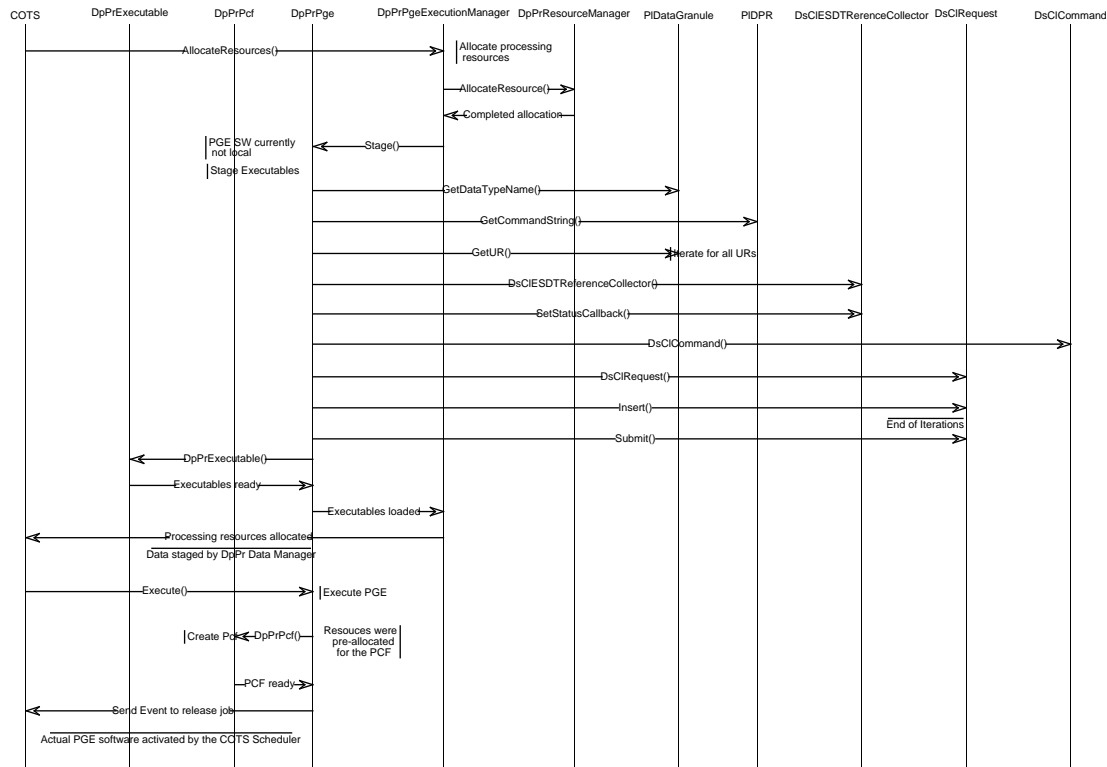 COTS
DpPrExecutable
DpPrPcf
DpPrPge
DpPrPgeExecutionManager
DpPrResourceManager
PlDataGranule
PlDPR
DsClESDTRerenceCollector
DsClRequest
DsClCommand
AllocateResources()
Allocate processing
resources
AllocateResource()
Completed allocation
PGE SW currently
not local
Stage()
Stage Executables
GetDataTypeName()
GetCommandString()
GetUR()
Iterate for all URs
DsClESDTReferenceCollector()
SetStatusCallback()
DsClCommand()
DsClRequest()
Insert()
End of Iterations
Submit()
DpPrExecutable()
Executables ready
Executables loaded
Processing resources allocated
Data staged by DpPr Data Manager
Execute()
Execute PGE
Create Pcf
DpPrPcf()
Resouces were
pre-allocated
for the PCF
PCF ready
Send Event to release job
Actual PGE software activated by the COTS Scheduler